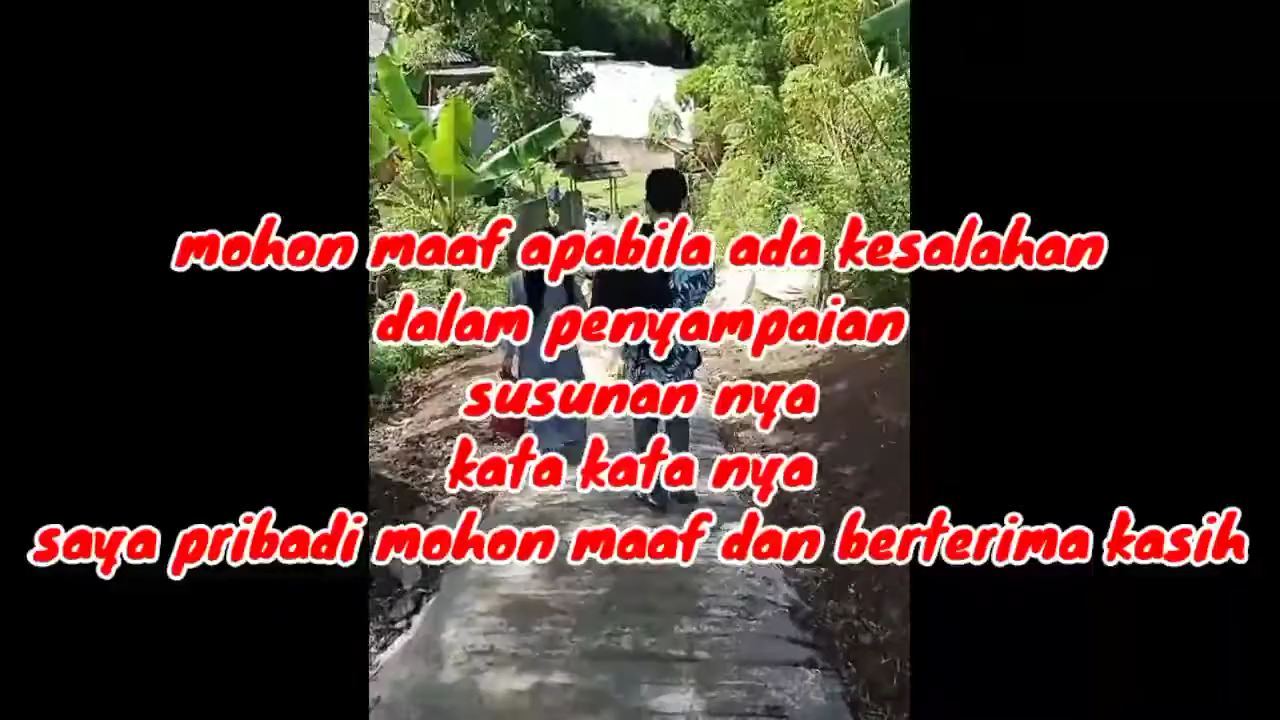 mohon maaf apabila ada kesalahan
dalam penyampaian
susunan nya
kata kata nya
saya pribadi mohon maaf dan berterima kasih